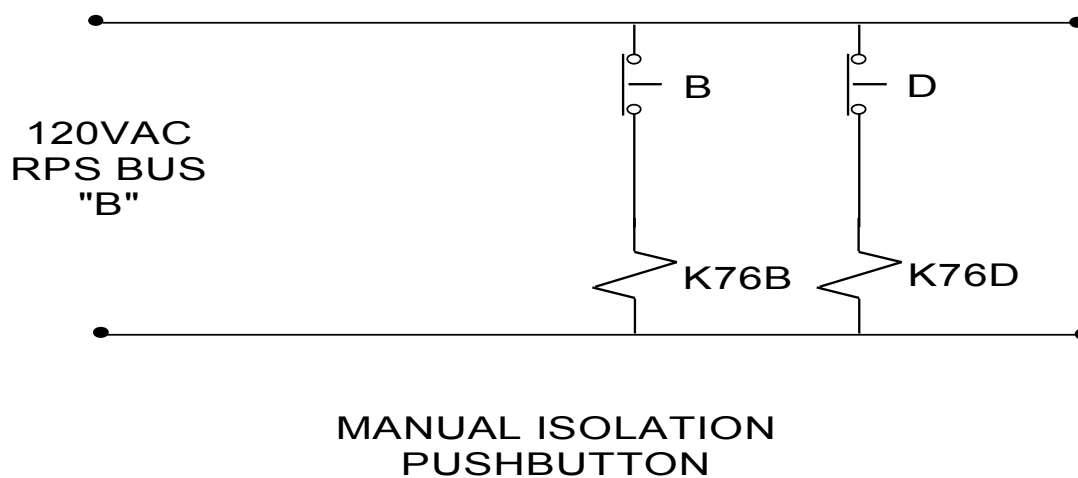 B
D
120VAC
RPS BUS
"B"
K76B
K76D
MANUAL ISOLATION
PUSHBUTTON